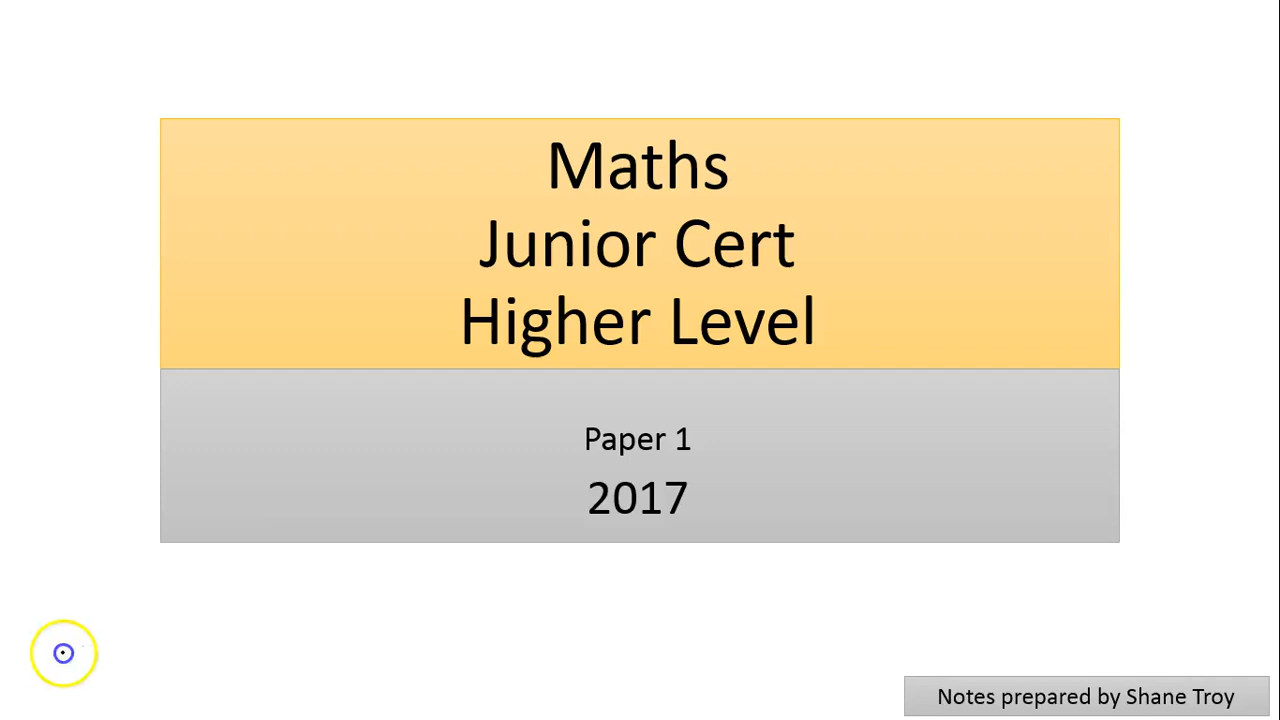 Maths
Junior Cert
Higher Level
Paper 1
2017
Notes prepared by Shane Troy